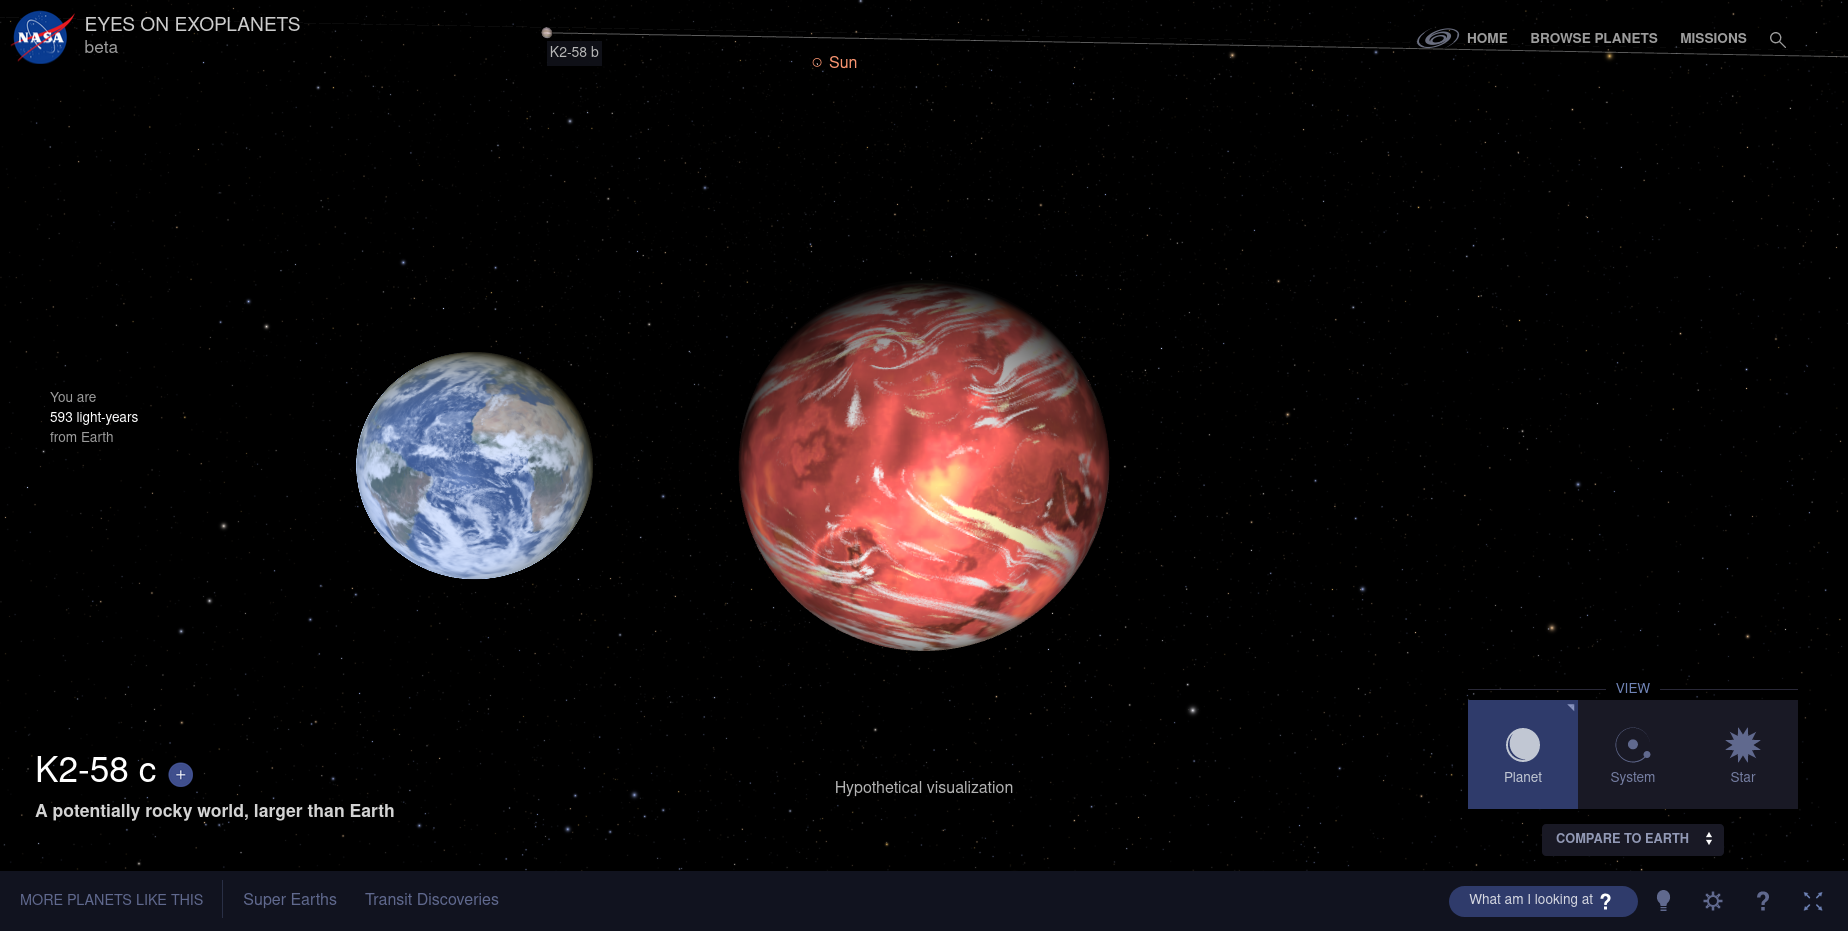 NASA
EYES ON EXOPLANETS
beta
K2-58 b
Sun
HOME
BROWSE PLANETS
MISSIONS
You are
593 light-years
from Earth
K2-58 c
+
A potentially rocky world, larger than Earth
Hypothetical visualization
VIEW
Planet
System
Star
COMPARE TO EARTH
MORE PLANETS LIKE THIS
Super Earths
Transit Discoveries
What am I looking at ?
?